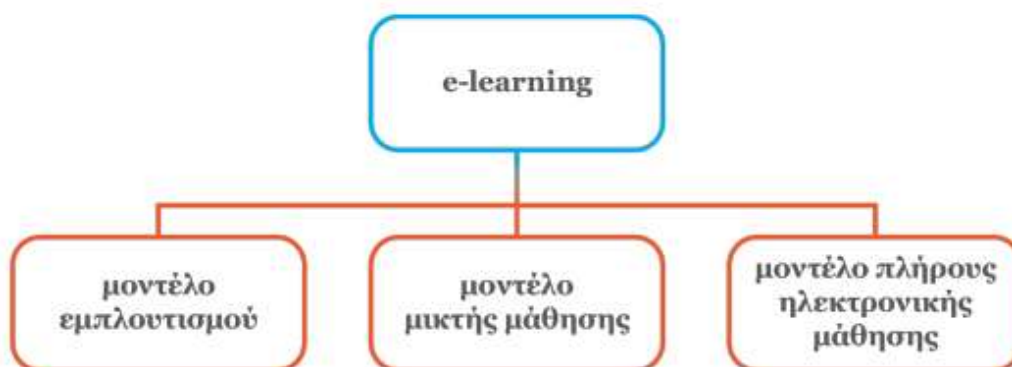 e-learning
μοντέλο
εμπλουτισμού
μοντέλο
μικτής μάθησης
μοντέλο πλήρους
ηλεκτρονικής
μάθησης